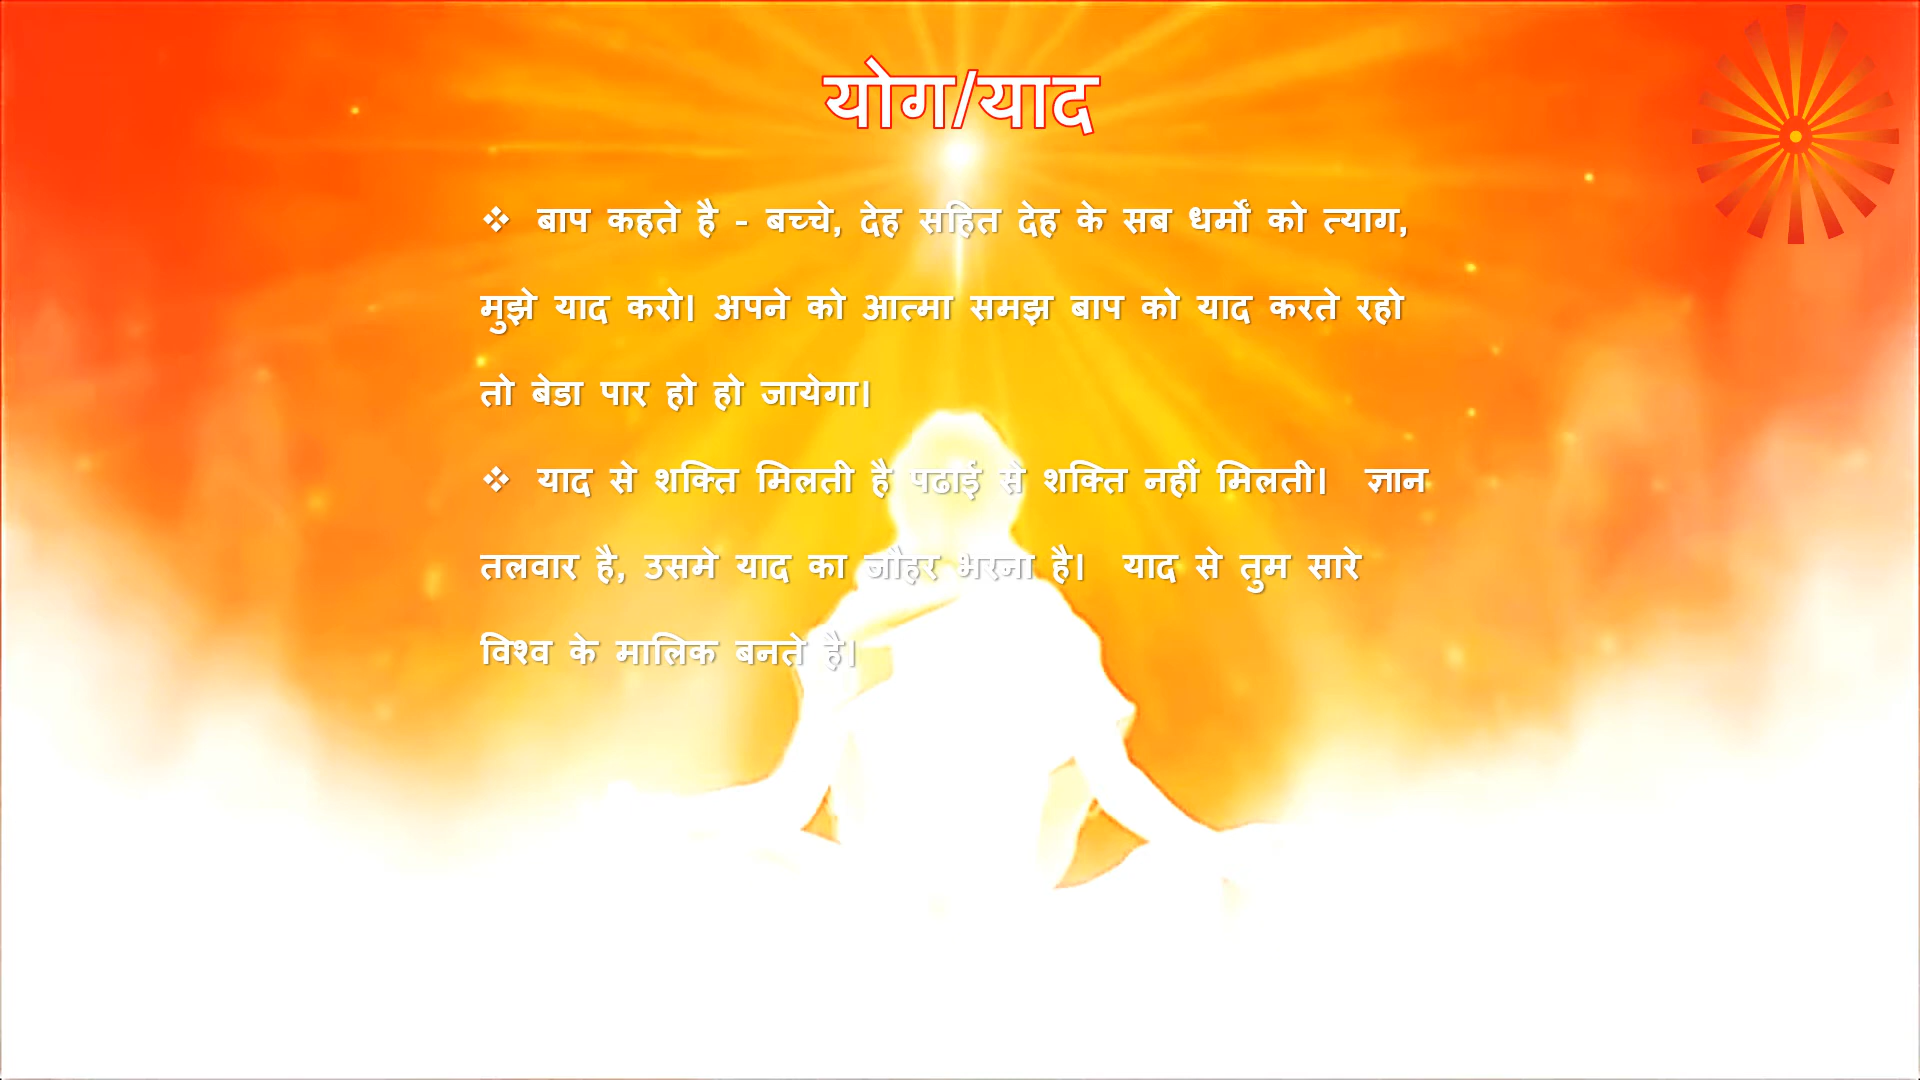 योग/याद
❖ बाप कहते है - बच्चे, देह सहित देह के सब धर्मों को त्याग,
मुझे याद करो। अपने को आत्मा समझ बाप को याद करते रहो
तो बेडा पार हो हो जायेगा।
❖ याद से शक्ति मिलती है पढाई से शक्ति नहीं मिलती। ज्ञान
तलवार है, उसमे याद का जौहर भरना है। याद से तुम सारे
विश्व के मालिक बनते है।